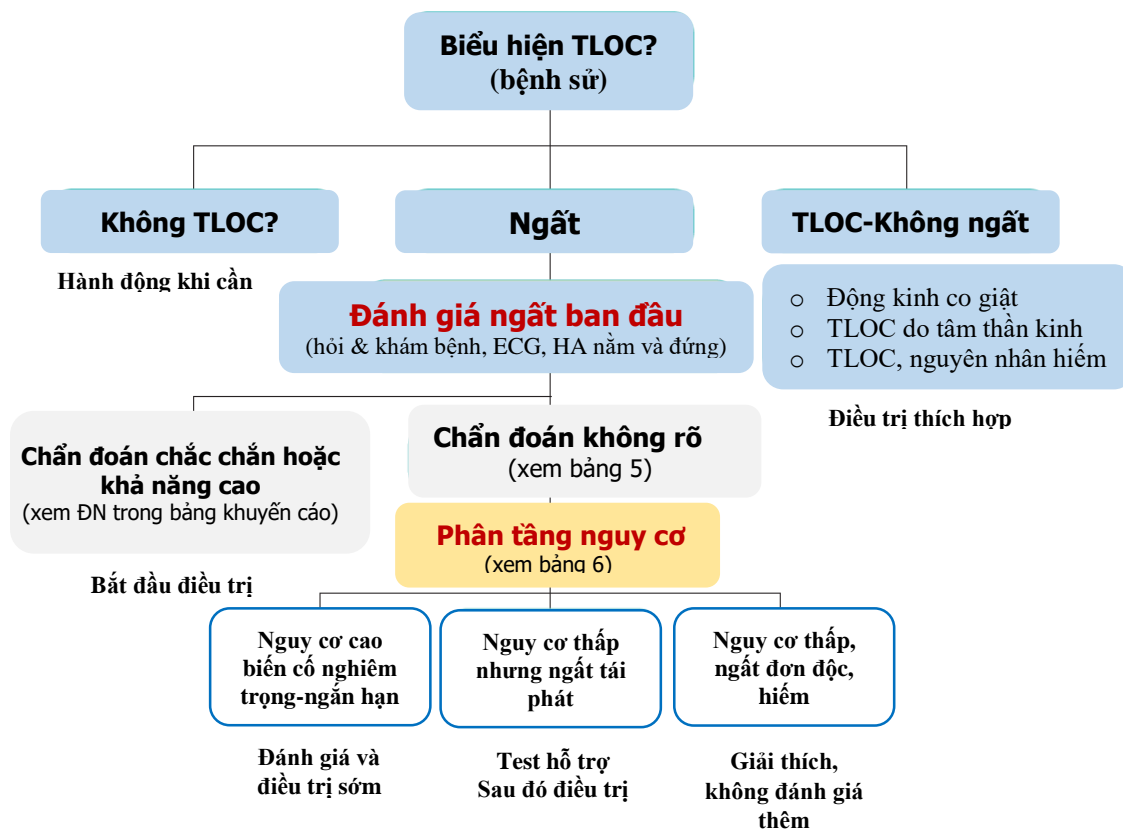 Biểu hiện TLOC?
(bệnh sử)
Không TLOC?
Ngất
TLOC-Không ngất
Hành động khi cần
Đánh giá ngất ban đầu
(hỏi & khám bệnh, ECG, HA nằm và đứng)
o Động kinh co giật
o TLOC do tâm thần kinh
o TLOC, nguyên nhân hiếm
Điều trị thích hợp
Chẩn đoán chắc chắn hoặc
khả năng cao
(xem ĐN trong bảng khuyến cáo)
Chẩn đoán không rõ
(xem bảng 5)
Bắt đầu điều trị
Phân tầng nguy cơ
(xem bảng 6)
Nguy cơ cao
biến cố nghiêm
trọng-ngắn hạn
Nguy cơ thấp
nhưng ngất tái
phát
Nguy cơ thấp,
ngất đơn độc,
hiếm
Đánh giá và
điều trị sớm
Test hỗ trợ
Sau đó điều trị
Giải thích,
không đánh giá
thêm